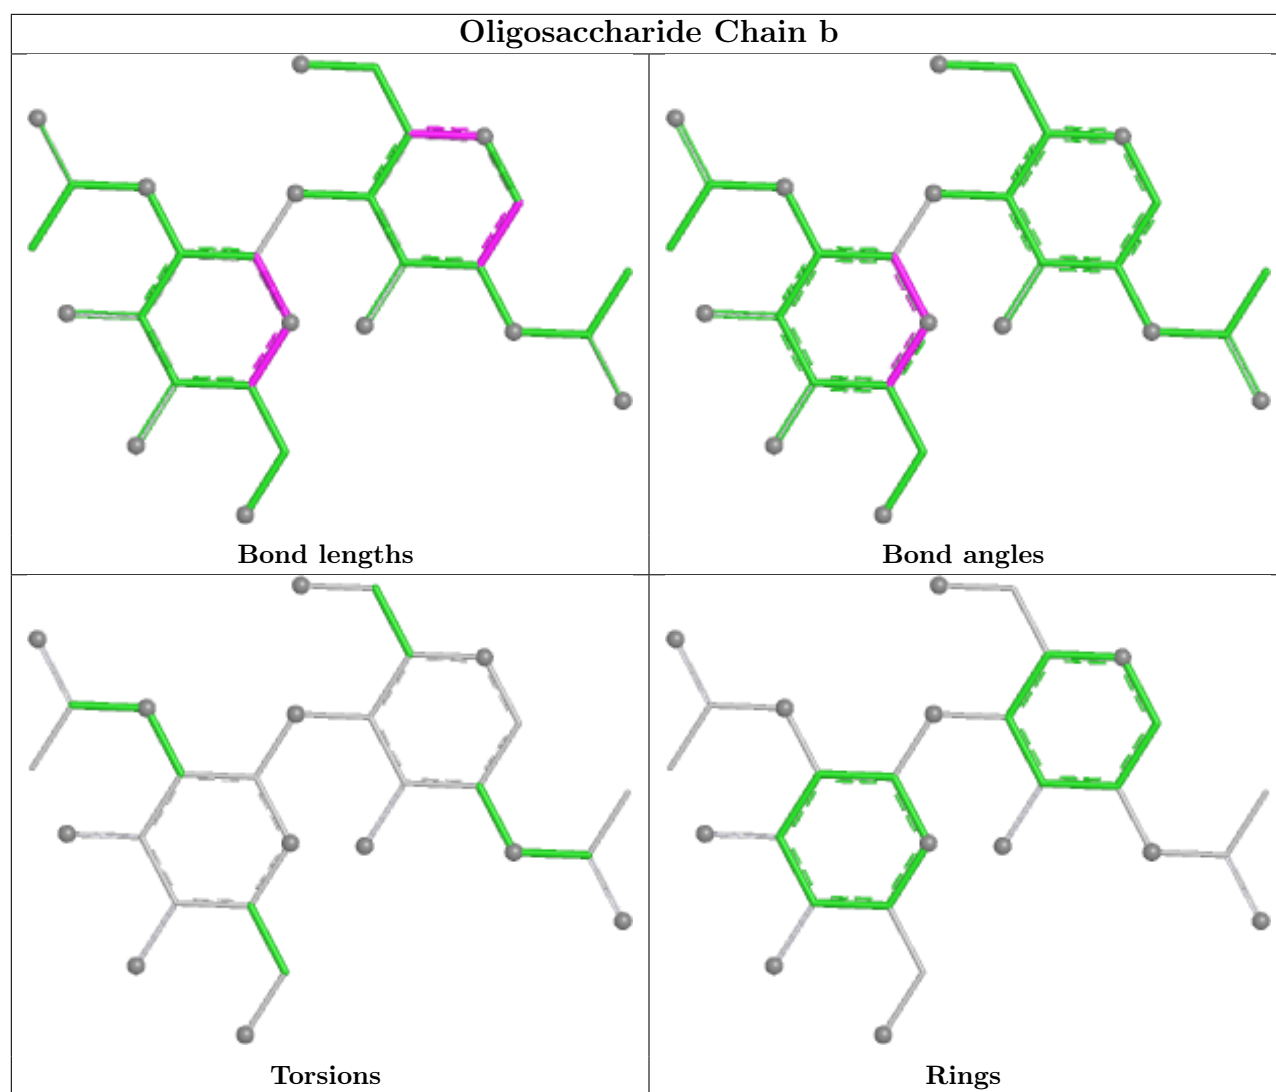 Oligosaccharide Chain b
Bond lengths
Bond angles
Torsions
Rings